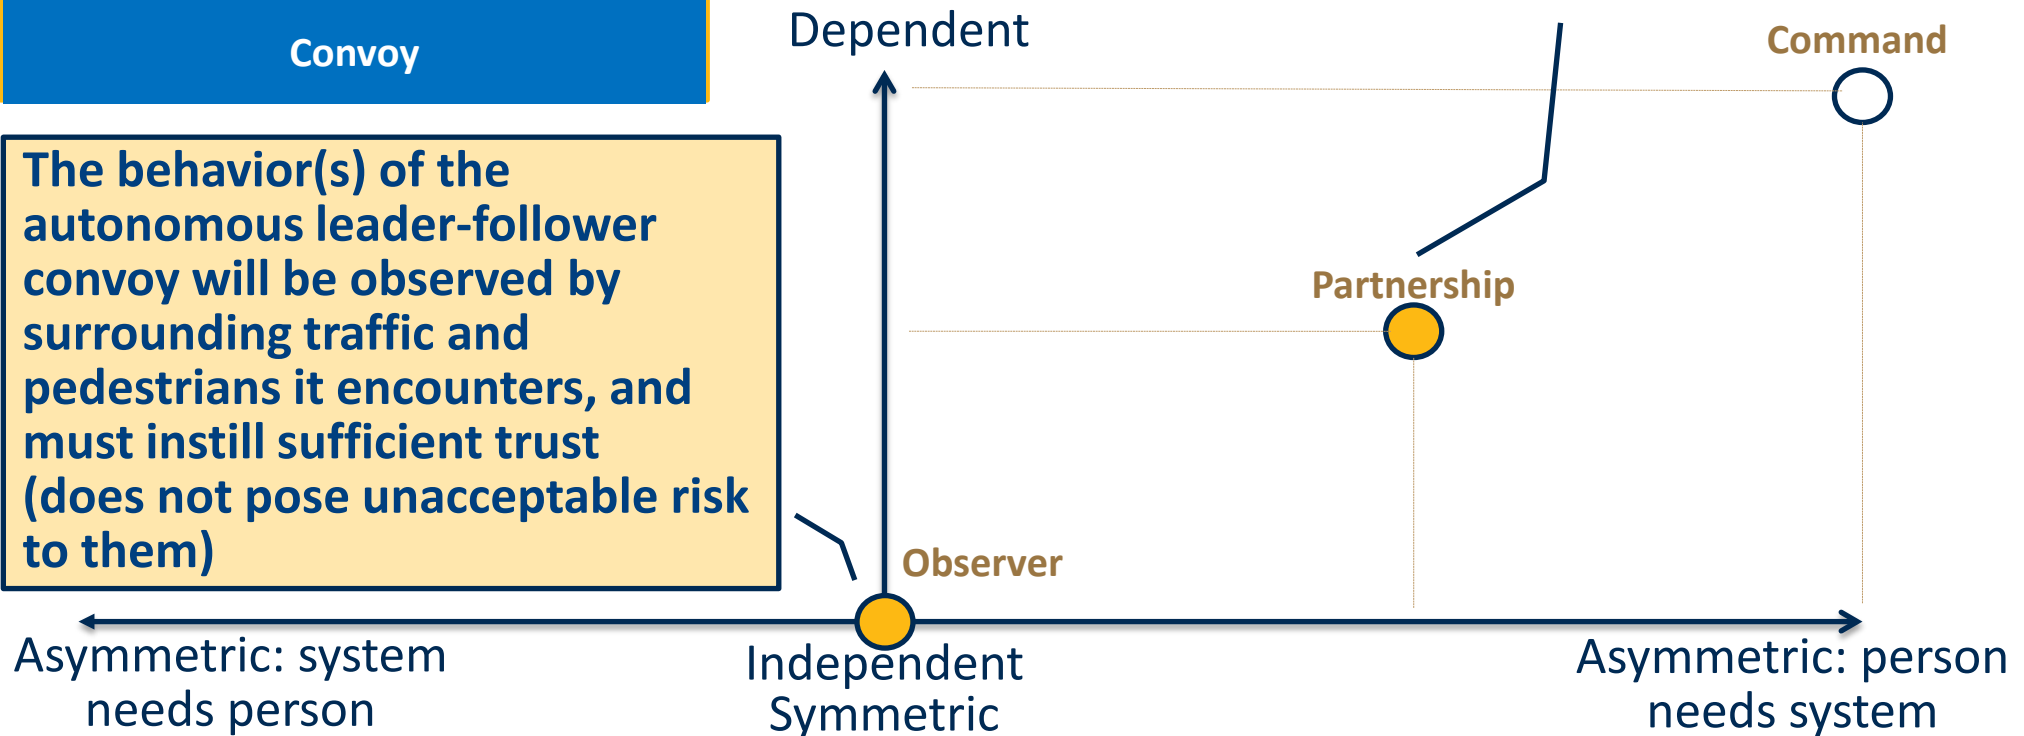 Convoy
Dependent
Command
The behavior(s) of the
autonomous leader-follower
convoy will be observed by
surrounding traffic and
pedestrians it encounters, and
must instill sufficient trust
(does not pose unacceptable risk
to them)
Partnership
Observer
Asymmetric: system
needs person
Independent
Symmetric
Asymmetric: person
needs system